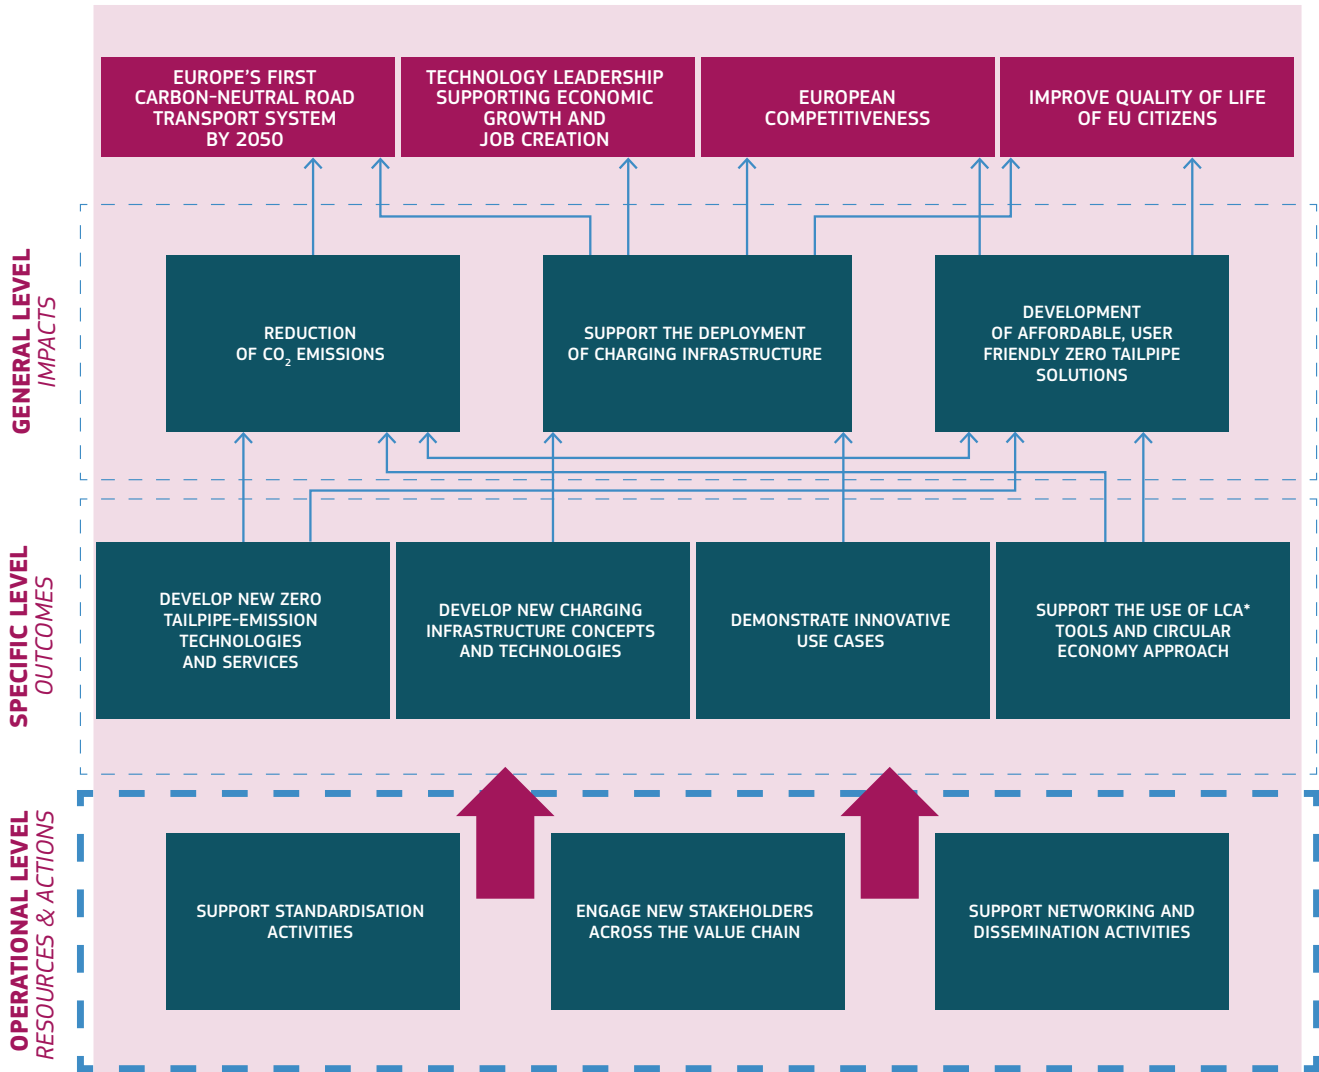 EUROPE'S FIRST
CARBON-NEUTRAL ROAD
TRANSPORT SYSTEM
BY 2050
TECHNOLOGY LEADERSHIP
SUPPORTING ECONOMIC
GROWTH AND
JOB CREATION
EUROPEAN
COMPETITIVENESS
IMPROVE QUALITY OF LIFE
OF EU CITIZENS
GENERAL LEVEL
IMPACTS
REDUCTION
OF CO₂ EMISSIONS
SUPPORT THE DEPLOYMENT
OF CHARGING INFRASTRUCTURE
DEVELOPMENT
OF AFFORDABLE, USER
FRIENDLY ZERO TAILPIPE
SOLUTIONS
SPECIFIC LEVEL
OUTCOMES
DEVELOP NEW ZERO
TAILPIPE-EMISSION
TECHNOLOGIES
AND SERVICES
DEVELOP NEW CHARGING
INFRASTRUCTURE CONCEPTS
AND TECHNOLOGIES
DEMONSTRATE INNOVATIVE
USE CASES
SUPPORT THE USE OF LCA*
TOOLS AND CIRCULAR
ECONOMY APPROACH
OPERATIONAL LEVEL
RESOURCES & ACTIONS
SUPPORT STANDARDISATION
ACTIVITIES
ENGAGE NEW STAKEHOLDERS
ACROSS THE VALUE CHAIN
SUPPORT NETWORKING AND
DISSEMINATION ACTIVITIES